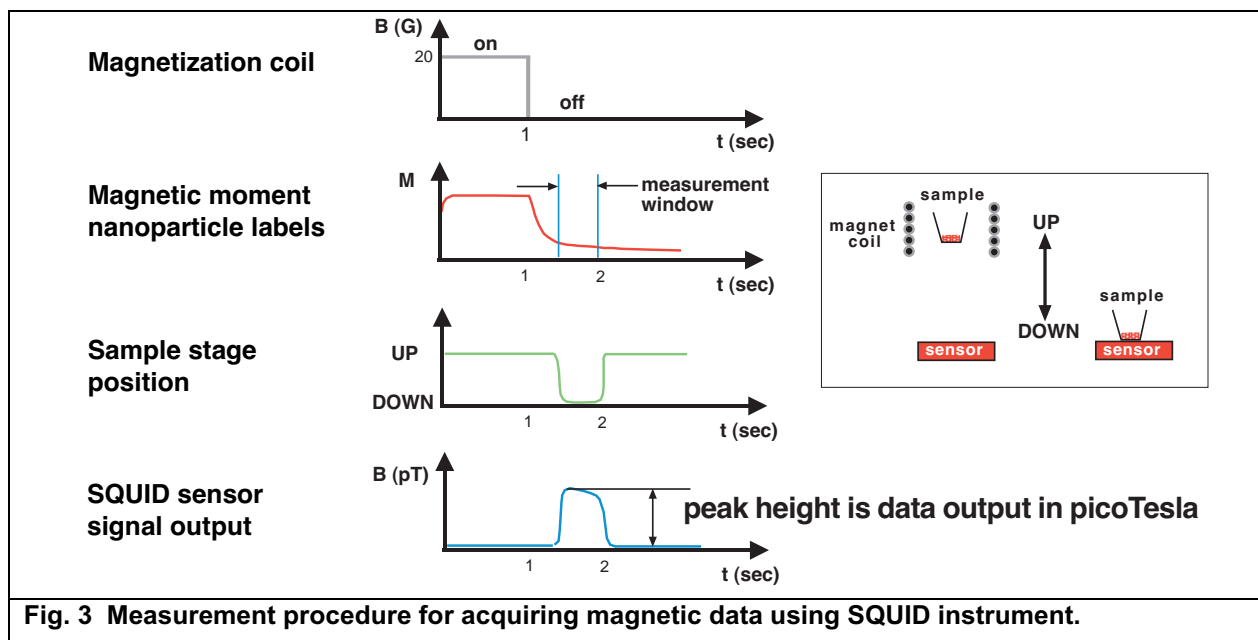 Magnetization coil
B (G)
20
on
off
1
t (sec)
Magnetic moment
nanoparticle labels
M
measurement
window
1
2
t (sec)
Sample stage
position
UP
DOWN
1
2
t (sec)
SQUID sensor
signal output
B (pT)
peak height is data output in picoTesla
1
2
t (sec)
sample
magnet
coil
UP
DOWN
sample
sensor
sensor
Fig. 3 Measurement procedure for acquiring magnetic data using SQUID instrument.